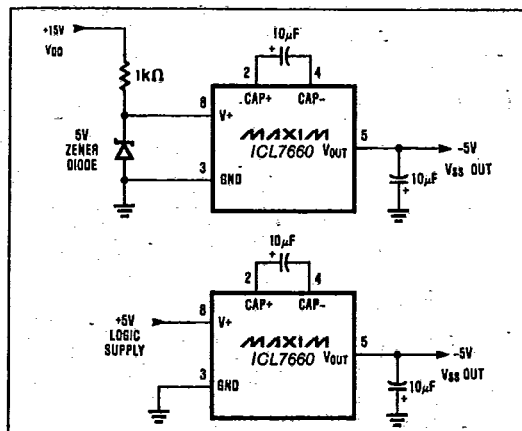 +15V
VDD
1kΩ
5V
ZENER
DIODE
10µF
+
2
4
CAP+
CAP-
8
V+
MAXIM
ICL7660
VOUT
5
3
GND
-5V
VSS OUT
10µF
+
10µF
+
2
4
CAP+
CAP-
8
V+
+5V
LOGIC
SUPPLY
MAXIM
ICL7660
VOUT
5
3
GND
-5V
VSS OUT
10µF
+